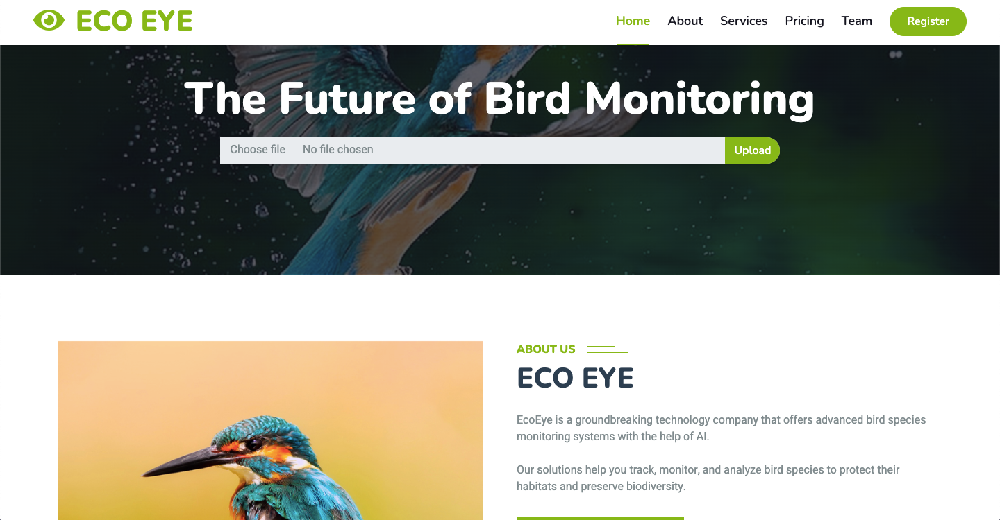 ECO EYE
Home About Services Pricing Team Register
The Future of Bird Monitoring
Choose file No file chosen Upload
ABOUT US
ECO EYE
EcoEye is a groundbreaking technology company that offers advanced bird species
monitoring systems with the help of AI.
Our solutions help you track, monitor, and analyze bird species to protect their
habitats and preserve biodiversity.